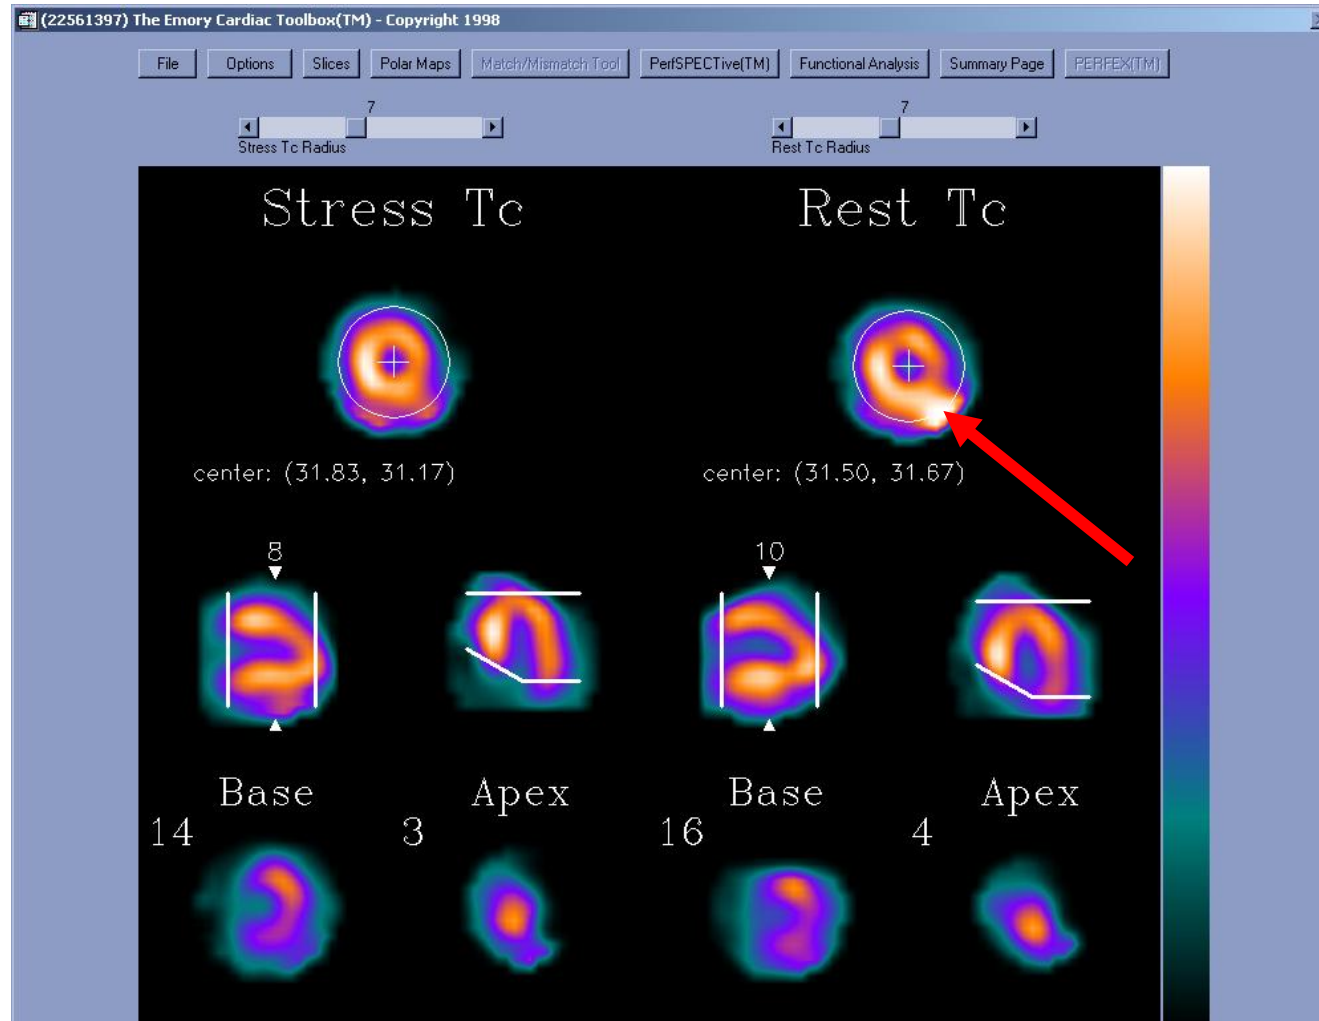 (22561397) The Emory Cardiac Toolbox(TM) - Copyright 1998
File Options Slices Polar Maps Match/Mismatch Tool PerfSPECTive(TM) Functional Analysis Summary Page PERFEX(TM)
7 7
Stress Tc Radius Rest Tc Radius
Stress Tc Rest Tc
center: (31.83, 31.17) center: (31.50, 31.67)
8 10
Base Apex Base Apex
14 3 16 4